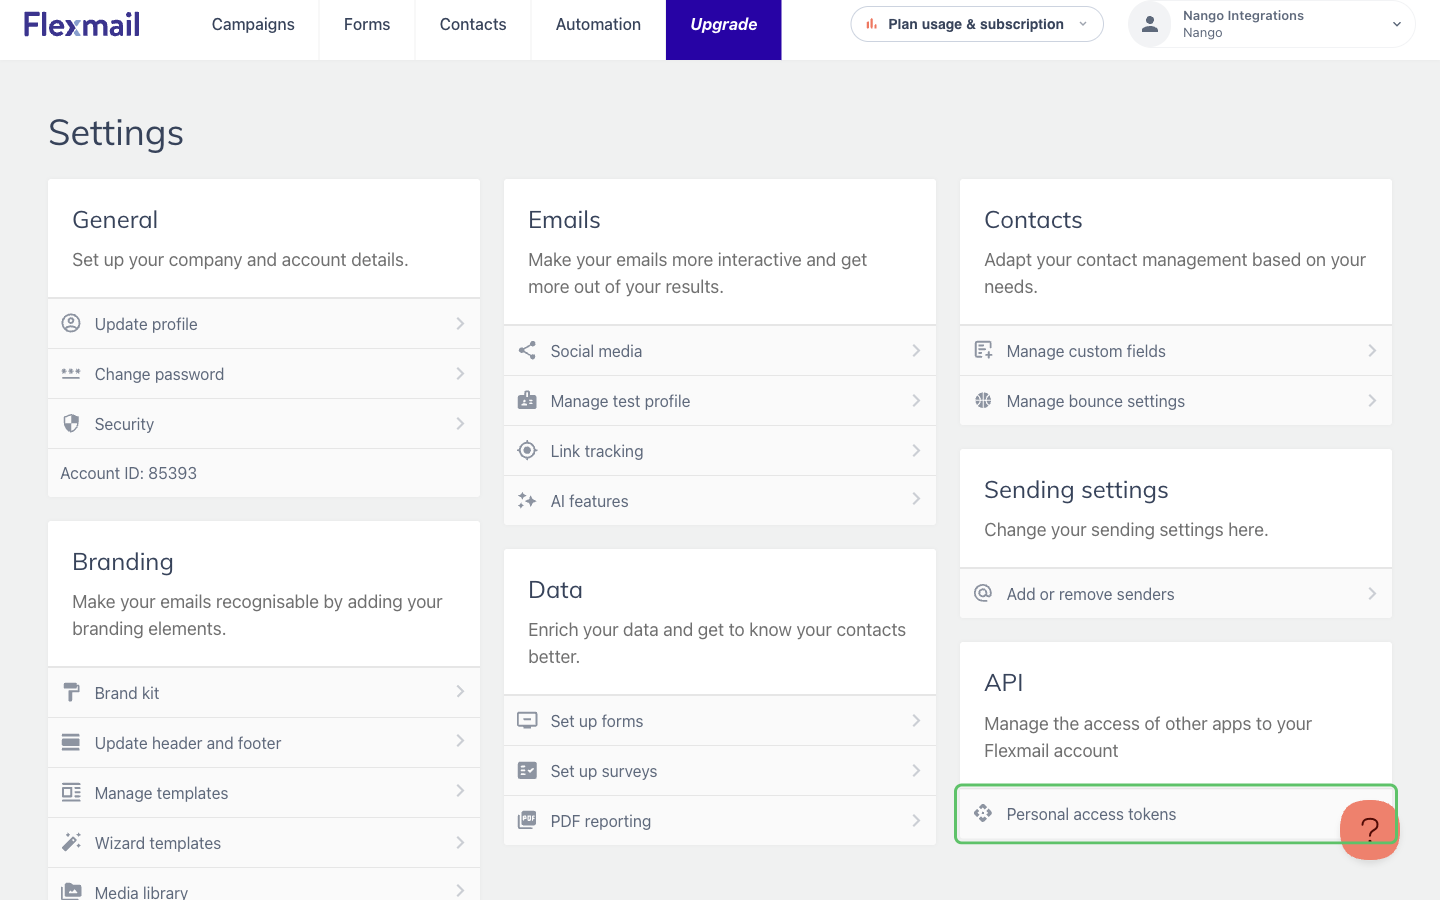 Flexmail
Campaigns
Forms
Contacts
Automation
Upgrade
Plan usage & subscription
Nango Integrations
Nango
Settings
General
Set up your company and account details.
Update profile
Change password
Security
Account ID: 85393
Branding
Make your emails recognisable by adding your
branding elements.
Brand kit
Update header and footer
Manage templates
Wizard templates
Media library
Emails
Make your emails more interactive and get
more out of your results.
Social media
Manage test profile
Link tracking
AI features
Data
Enrich your data and get to know your contacts
better.
Set up forms
Set up surveys
PDF reporting
Contacts
Adapt your contact management based on your
needs.
Manage custom fields
Manage bounce settings
Sending settings
Change your sending settings here.
Add or remove senders
API
Manage the access of other apps to your
Flexmail account
Personal access tokens
?